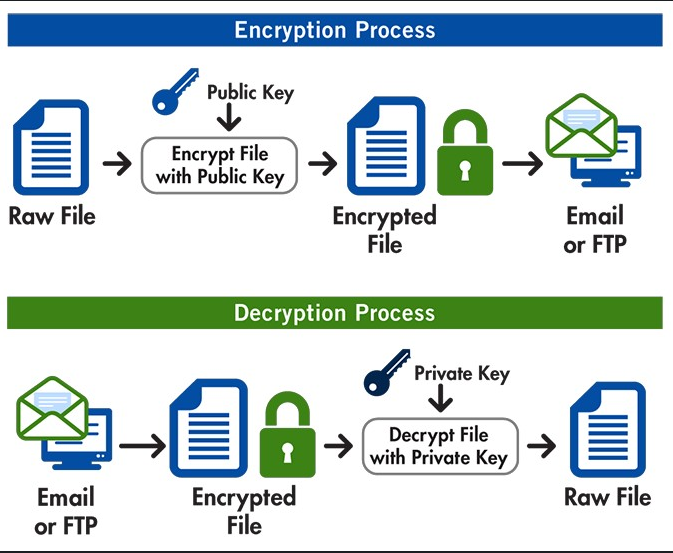 Encryption Process
Public Key
Encrypt File
with Public Key
Raw File
Encrypted
File
Email
or FTP
Decryption Process
Private Key
Decrypt File
with Private Key
Email
or FTP
Encrypted
File
Raw File